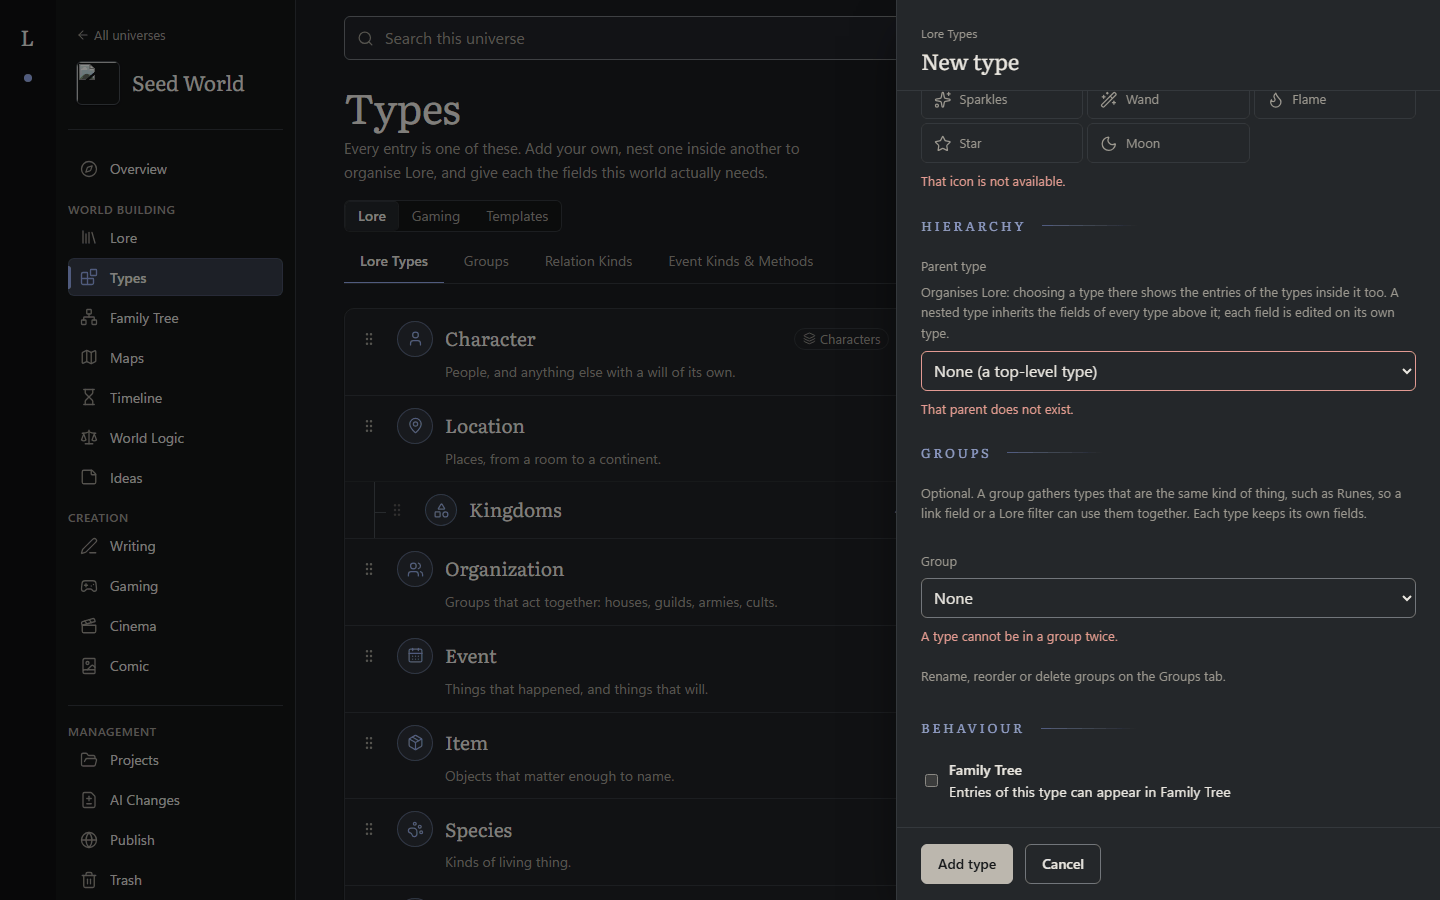 L
All universes
Seed World
Overview
WORLD BUILDING
Lore
Types
Family Tree
Maps
Timeline
World Logic
Ideas
CREATION
Writing
Gaming
Cinema
Comic
MANAGEMENT
Projects
AI Changes
Publish
Trash
Search this universe
Types
Every entry is one of these. Add your own, nest one inside another to
organise Lore, and give each the fields this world actually needs.
Lore Gaming Templates
Lore Types Groups Relation Kinds Event Kinds & Methods
Character Characters
People, and anything else with a will of its own.
Location
Places, from a room to a continent.
Kingdoms
Organization
Groups that act together: houses, guilds, armies, cults.
Event
Things that happened, and things that will.
Item
Objects that matter enough to name.
Species
Kinds of living thing.
Lore Types
New type
Sparkles Wand Flame
Star Moon
That icon is not available.
HIERARCHY
Parent type
Organises Lore: choosing a type there shows the entries of the types inside it too. A
nested type inherits the fields of every type above it; each field is edited on its own
type.
None (a top-level type)
That parent does not exist.
GROUPS
Optional. A group gathers types that are the same kind of thing, such as Runes, so a
link field or a Lore filter can use them together. Each type keeps its own fields.
Group
None
A type cannot be in a group twice.
Rename, reorder or delete groups on the Groups tab.
BEHAVIOUR
Family Tree
Entries of this type can appear in Family Tree
Add type Cancel